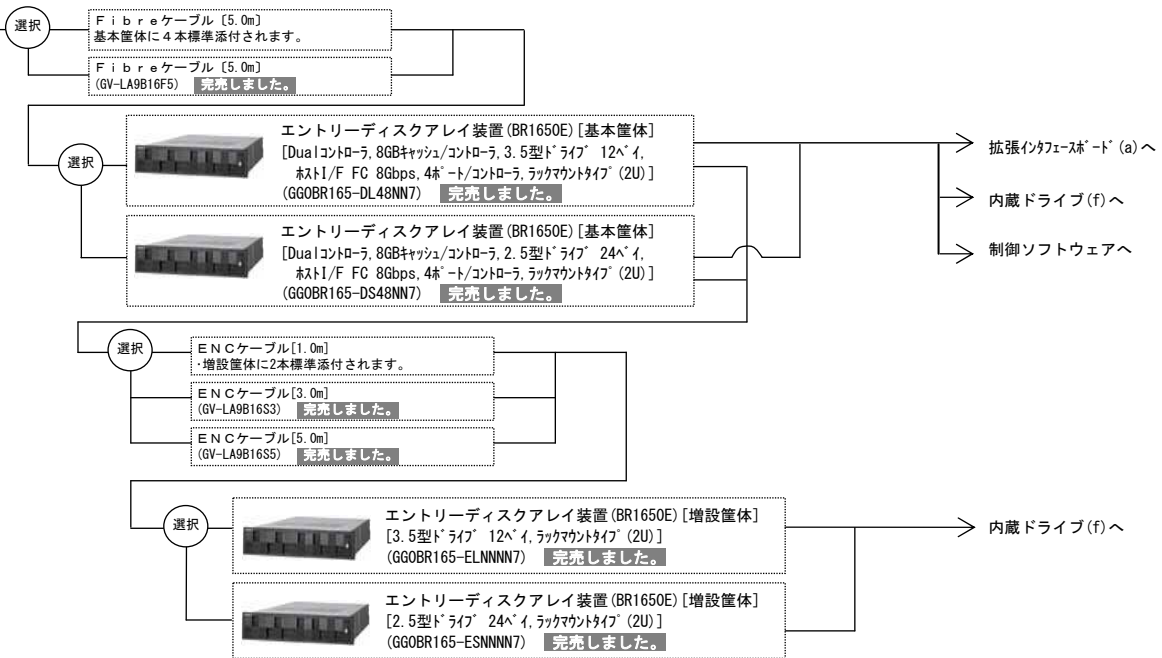 選択
Ｆｉｂｒｅケーブル〔5.0m〕
基本筐体に４本標準添付されます。
Ｆｉｂｒｅケーブル〔5.0m〕
(GV-LA9B16F5) 完売しました。
選択
エントリーディスクアレイ装置(BR1650E)[基本筐体]
[Dualｺﾝﾄﾛｰﾗ,8GBｷｬｯｼｭ/ｺﾝﾄﾛｰﾗ,3.5型ﾄﾞﾗｲﾌﾞ 12ﾍﾞｲ,
ﾎｽﾄI/F FC 8Gbps,4ﾎﾟｰﾄ/ｺﾝﾄﾛｰﾗ,ﾗｯｸﾏｳﾝﾄﾀｲﾌﾟ(2U)]
(GGOBR165-DL48NN7) 完売しました。
エントリーディスクアレイ装置(BR1650E)[基本筐体]
[Dualｺﾝﾄﾛｰﾗ,8GBｷｬｯｼｭ/ｺﾝﾄﾛｰﾗ,2.5型ﾄﾞﾗｲﾌﾞ 24ﾍﾞｲ,
ﾎｽﾄI/F FC 8Gbps,4ﾎﾟｰﾄ/ｺﾝﾄﾛｰﾗ,ﾗｯｸﾏｳﾝﾄﾀｲﾌﾟ(2U)]
(GGOBR165-DS48NN7) 完売しました。
拡張ｲﾝﾀﾌｪｰｽﾎﾞｰﾄﾞ(a)へ
内蔵ドライブ(f)へ
制御ソフトウェアへ
選択
ＥＮＣケーブル[1.0m]
･増設筐体に2本標準添付されます。
ＥＮＣケーブル[3.0m]
(GV-LA9B16S3) 完売しました。
ＥＮＣケーブル[5.0m]
(GV-LA9B16S5) 完売しました。
選択
エントリーディスクアレイ装置(BR1650E)[増設筐体]
[3.5型ﾄﾞﾗｲﾌﾞ 12ﾍﾞｲ,ﾗｯｸﾏｳﾝﾄﾀｲﾌﾟ(2U)]
(GGOBR165-ELNNNN7) 完売しました。
エントリーディスクアレイ装置(BR1650E)[増設筐体]
[2.5型ﾄﾞﾗｲﾌﾞ 24ﾍﾞｲ,ﾗｯｸﾏｳﾝﾄﾀｲﾌﾟ(2U)]
(GGOBR165-ESNNNN7) 完売しました。
内蔵ドライブ(f)へ